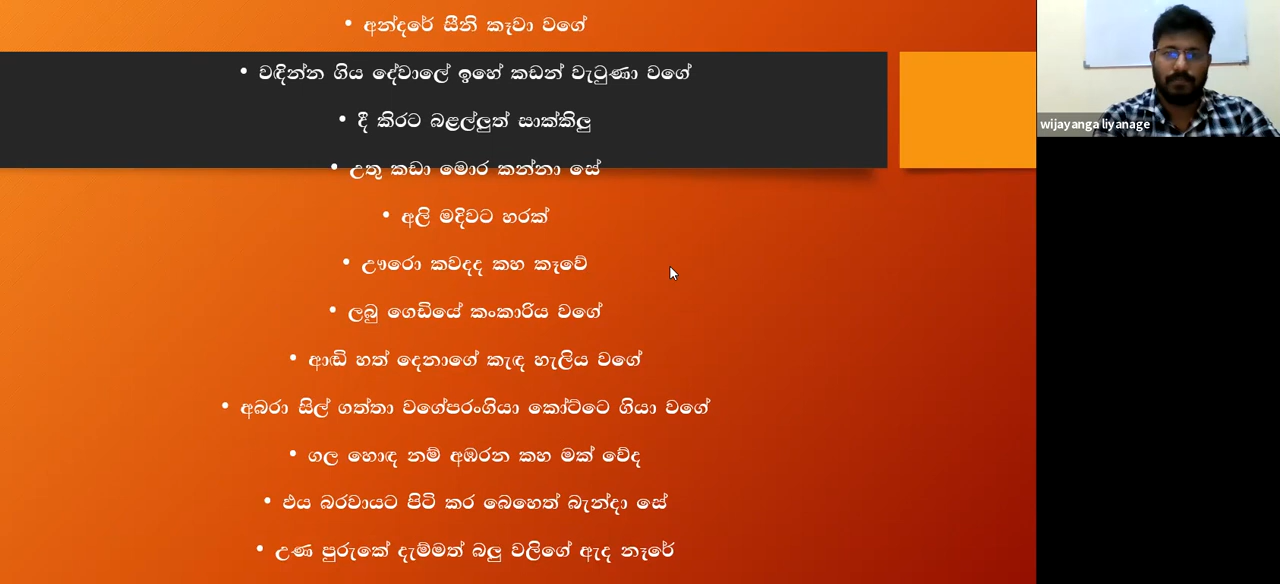 • අන්දරේ සීනි කෑවා වගේ
• වඳින්න ගිය දේවාලේ ඉහේ කඩන් වැටුණා වගේ
• දී කිරට බළල්ලුත් සාක්කිලු
• උතු කඩා මොර කන්නා සේ
• අලි මදිවට හරක්
• ඌරො කවදද කහ කෑවේ
• ලබු ගෙඩියේ කංකාරිය වගේ
• ආඬි හත් දෙනාගේ කැඳ හැලිය වගේ
• අබරා සිල් ගත්තා වගේපරංගියා කෝට්ටෙ ගියා වගේ
• ගල හොඳ නම් අඹරන කහ මක් වේද
• ඵය බරවායට පිටි කර බෙහෙත් බැන්දා සේ
• උණ පුරුකේ දැම්මත් බලු වලිගේ ඇද නෑරේ
wijayanga liyanage